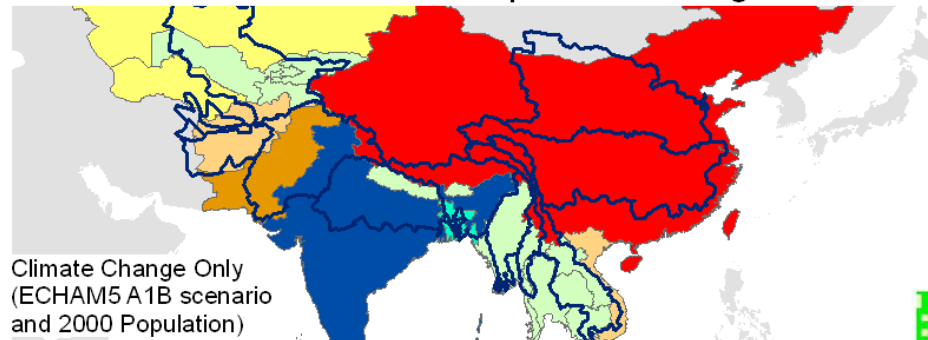 Climate Change Only
(ECHAM5 A1B scenario
and 2000 Population)